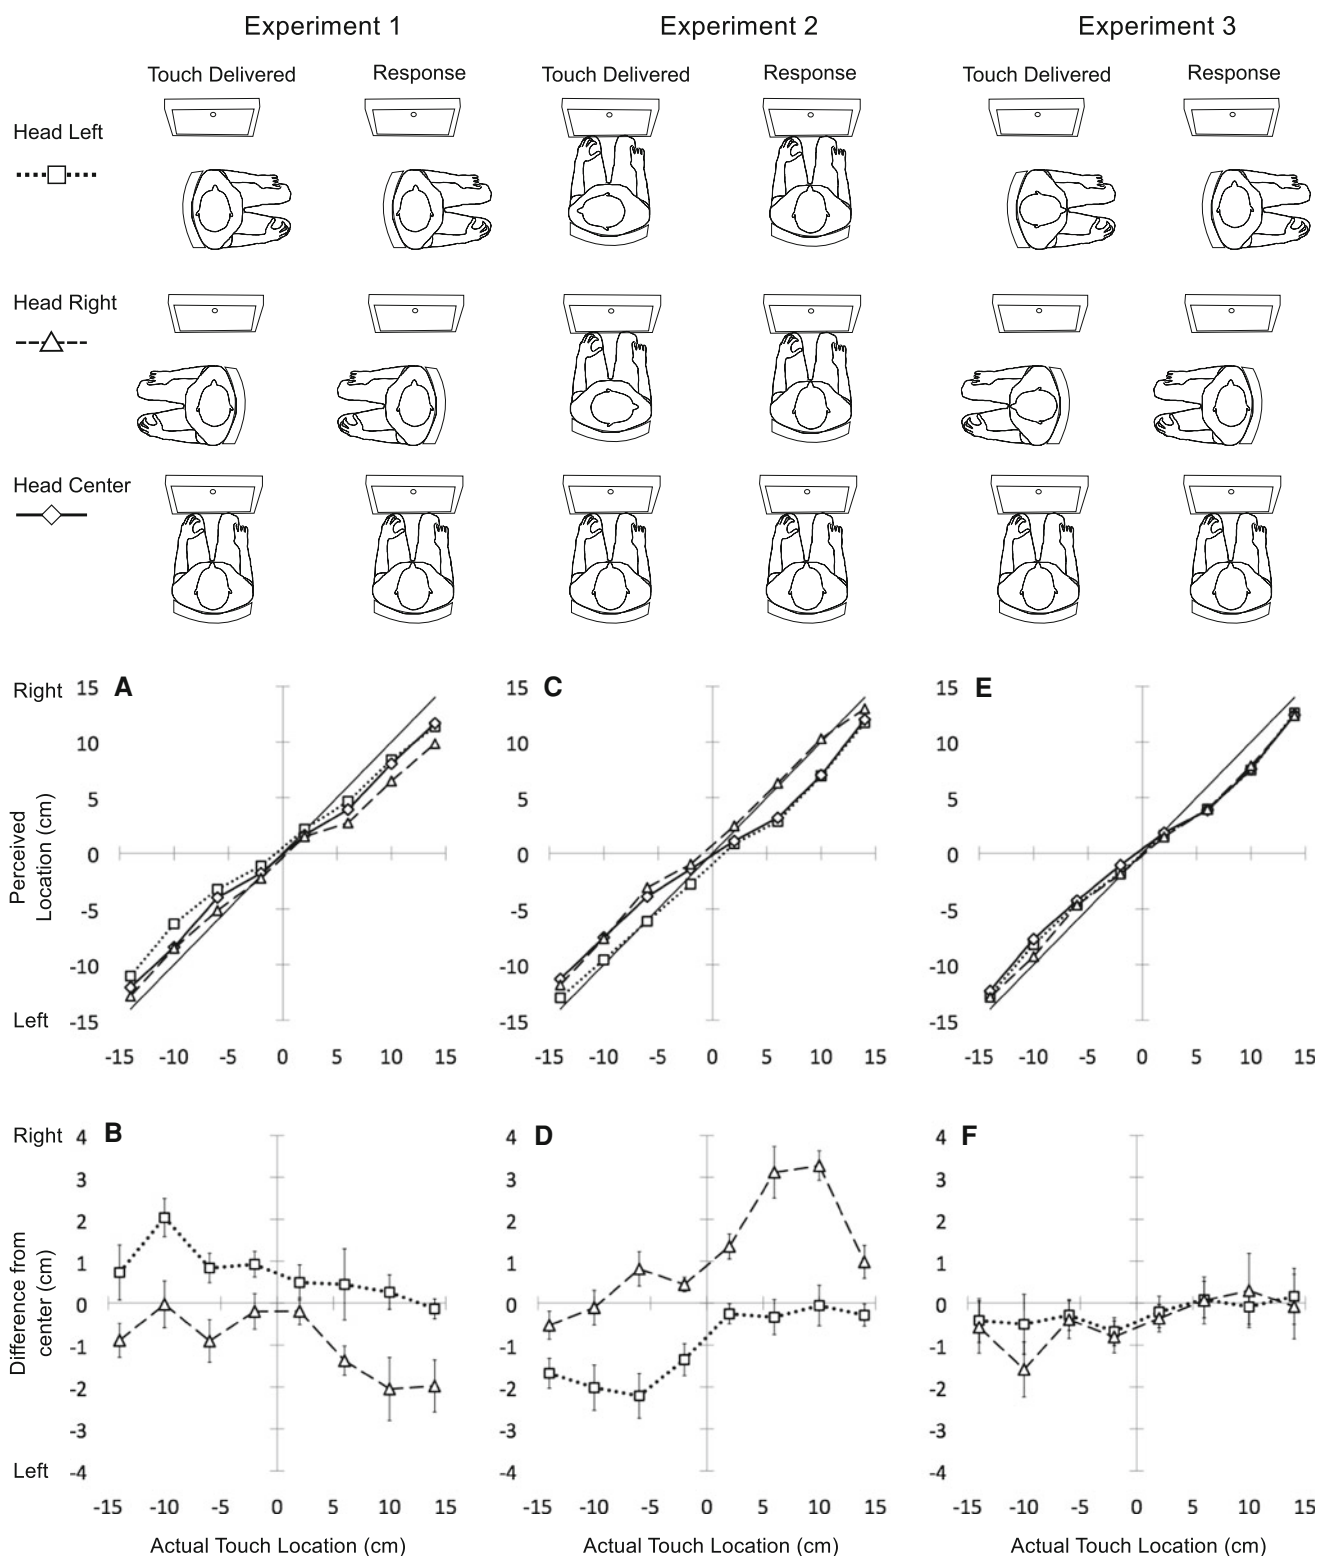 Experiment 1 Experiment 2 Experiment 3
Touch Delivered Response Touch Delivered Response Touch Delivered Response
Head Left
Head Right
Head Center
Right 15 A 15 C 15 E
10 10 10
5 5 5
0 0 0
-5 -5 -5
-10 -10 -10
Left -15 -15 -15
Perceived
Location (cm)
-15 -10 -5 0 5 10 15 -15 -10 -5 0 5 10 15 -15 -10 -5 0 5 10 15
Right 4 B 4 D 4 F
3 3 3
2 2 2
1 1 1
0 0 0
-1 -1 -1
-2 -2 -2
-3 -3 -3
Left -4 -4 -4
Difference from
center (cm)
-15 -10 -5 0 5 10 15 -15 -10 -5 0 5 10 15 -15 -10 -5 0 5 10 15
Actual Touch Location (cm) Actual Touch Location (cm) Actual Touch Location (cm)